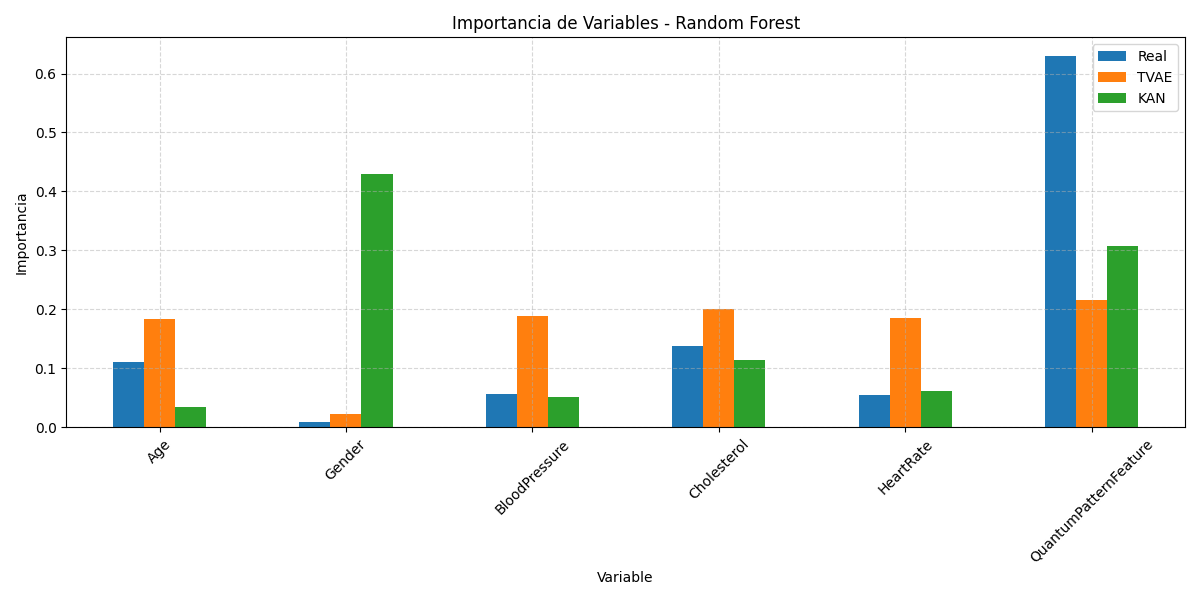 Importancia de Variables - Random Forest
Real
TVAE
KAN
Importancia
0.6
0.5
0.4
0.3
0.2
0.1
0.0
Age
Gender
BloodPressure
Cholesterol
HeartRate
QuantumPatternFeature
Variable